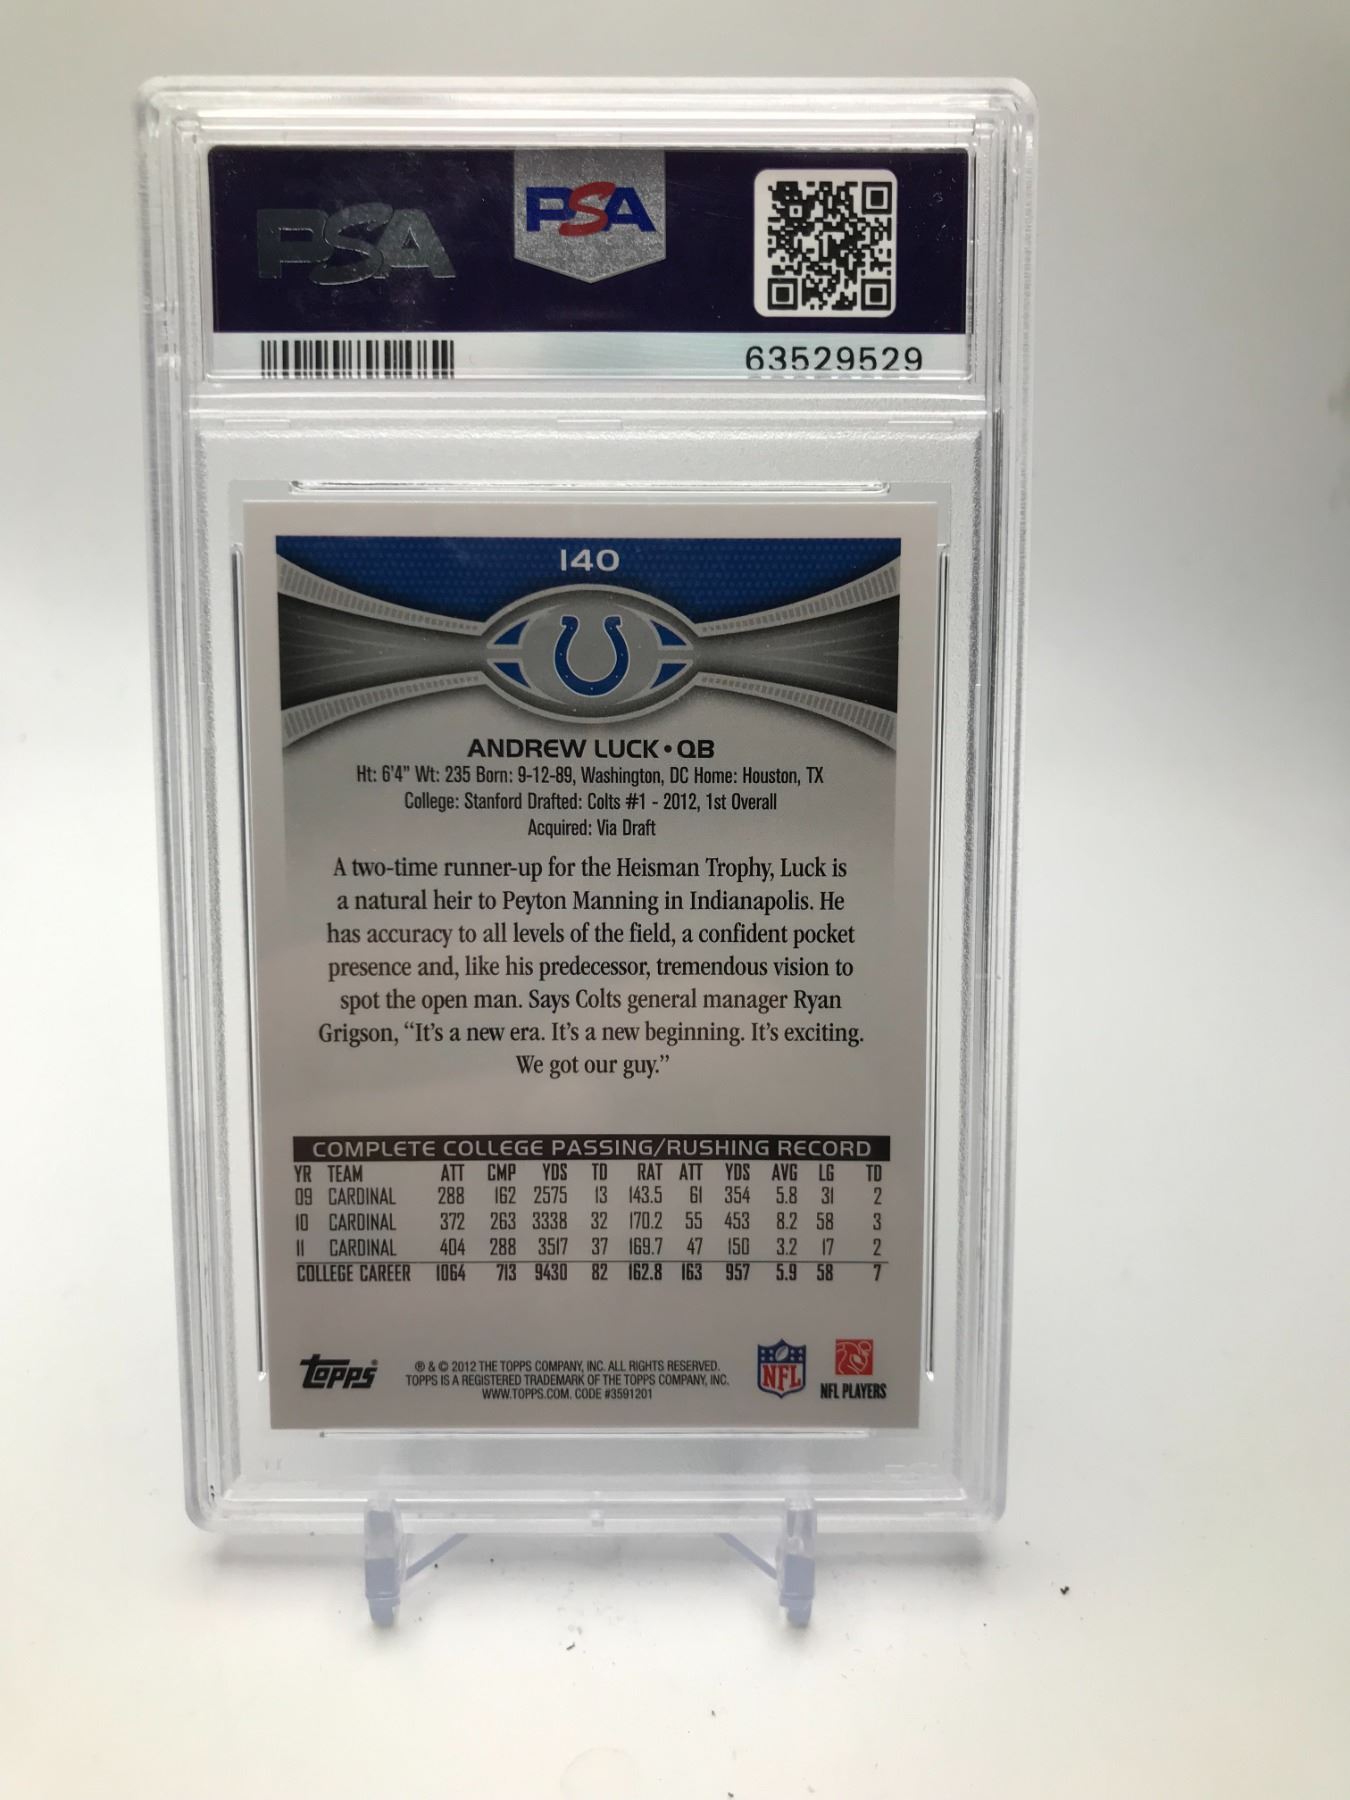 PSA
PSA
63529529
140
ANDREW LUCK • QB
Ht: 6'4" Wt: 235 Born: 9-12-89, Washington, DC Home: Houston, TX
College: Stanford Drafted: Colts #1 - 2012, 1st Overall
Acquired: Via Draft
A two-time runner-up for the Heisman Trophy, Luck is
a natural heir to Peyton Manning in Indianapolis. He
has accuracy to all levels of the field, a confident pocket
presence and, like his predecessor, tremendous vision to
spot the open man. Says Colts general manager Ryan
Grigson, “It’s a new era. It’s a new beginning. It’s exciting.
We got our guy.”
COMPLETE COLLEGE PASSING/RUSHING RECORD
YR TEAM ATT CMP YDS TD RAT ATT YDS AVG LG TD
09 CARDINAL 288 162 2575 13 143.5 61 354 5.8 31 2
10 CARDINAL 372 263 3338 32 170.2 55 453 8.2 58 3
11 CARDINAL 404 288 3517 37 169.7 47 150 3.2 17 2
COLLEGE CAREER 1064 713 9430 82 162.8 163 957 5.9 58 7
Topps®
® & © 2012 THE TOPPS COMPANY, INC. ALL RIGHTS RESERVED.
TOPPS IS A REGISTERED TRADEMARK OF THE TOPPS COMPANY, INC.
WWW.TOPPS.COM. CODE #3591201
NFL
NFL PLAYERS